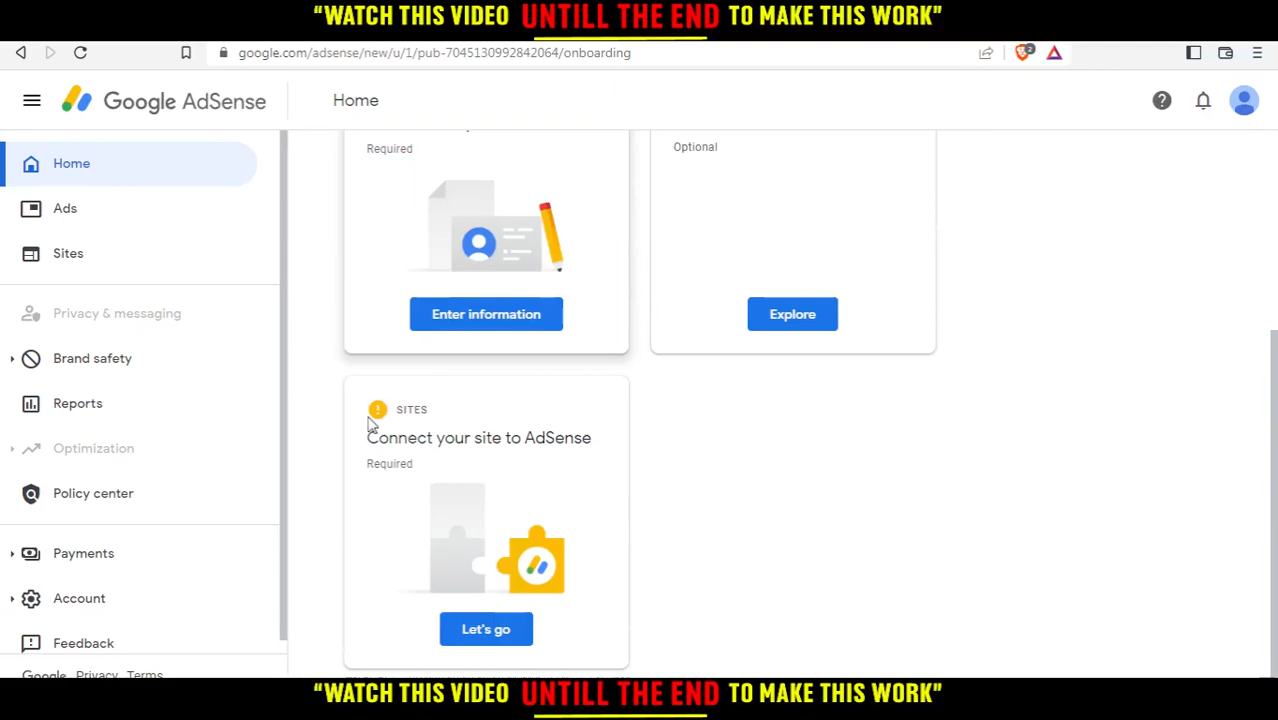 “WATCH THIS VIDEO UNTILL THE END TO MAKE THIS WORK”
google.com/adsense/new/u/1/pub-7045130992842064/onboarding
2
Google AdSense
Home
Home
Ads
Sites
Privacy & messaging
Brand safety
Reports
Optimization
Policy center
Payments
Account
Feedback
Google Privacy Terms
Required
Enter information
Optional
Explore
SITES
Connect your site to AdSense
Required
Let's go
“WATCH THIS VIDEO UNTILL THE END TO MAKE THIS WORK”